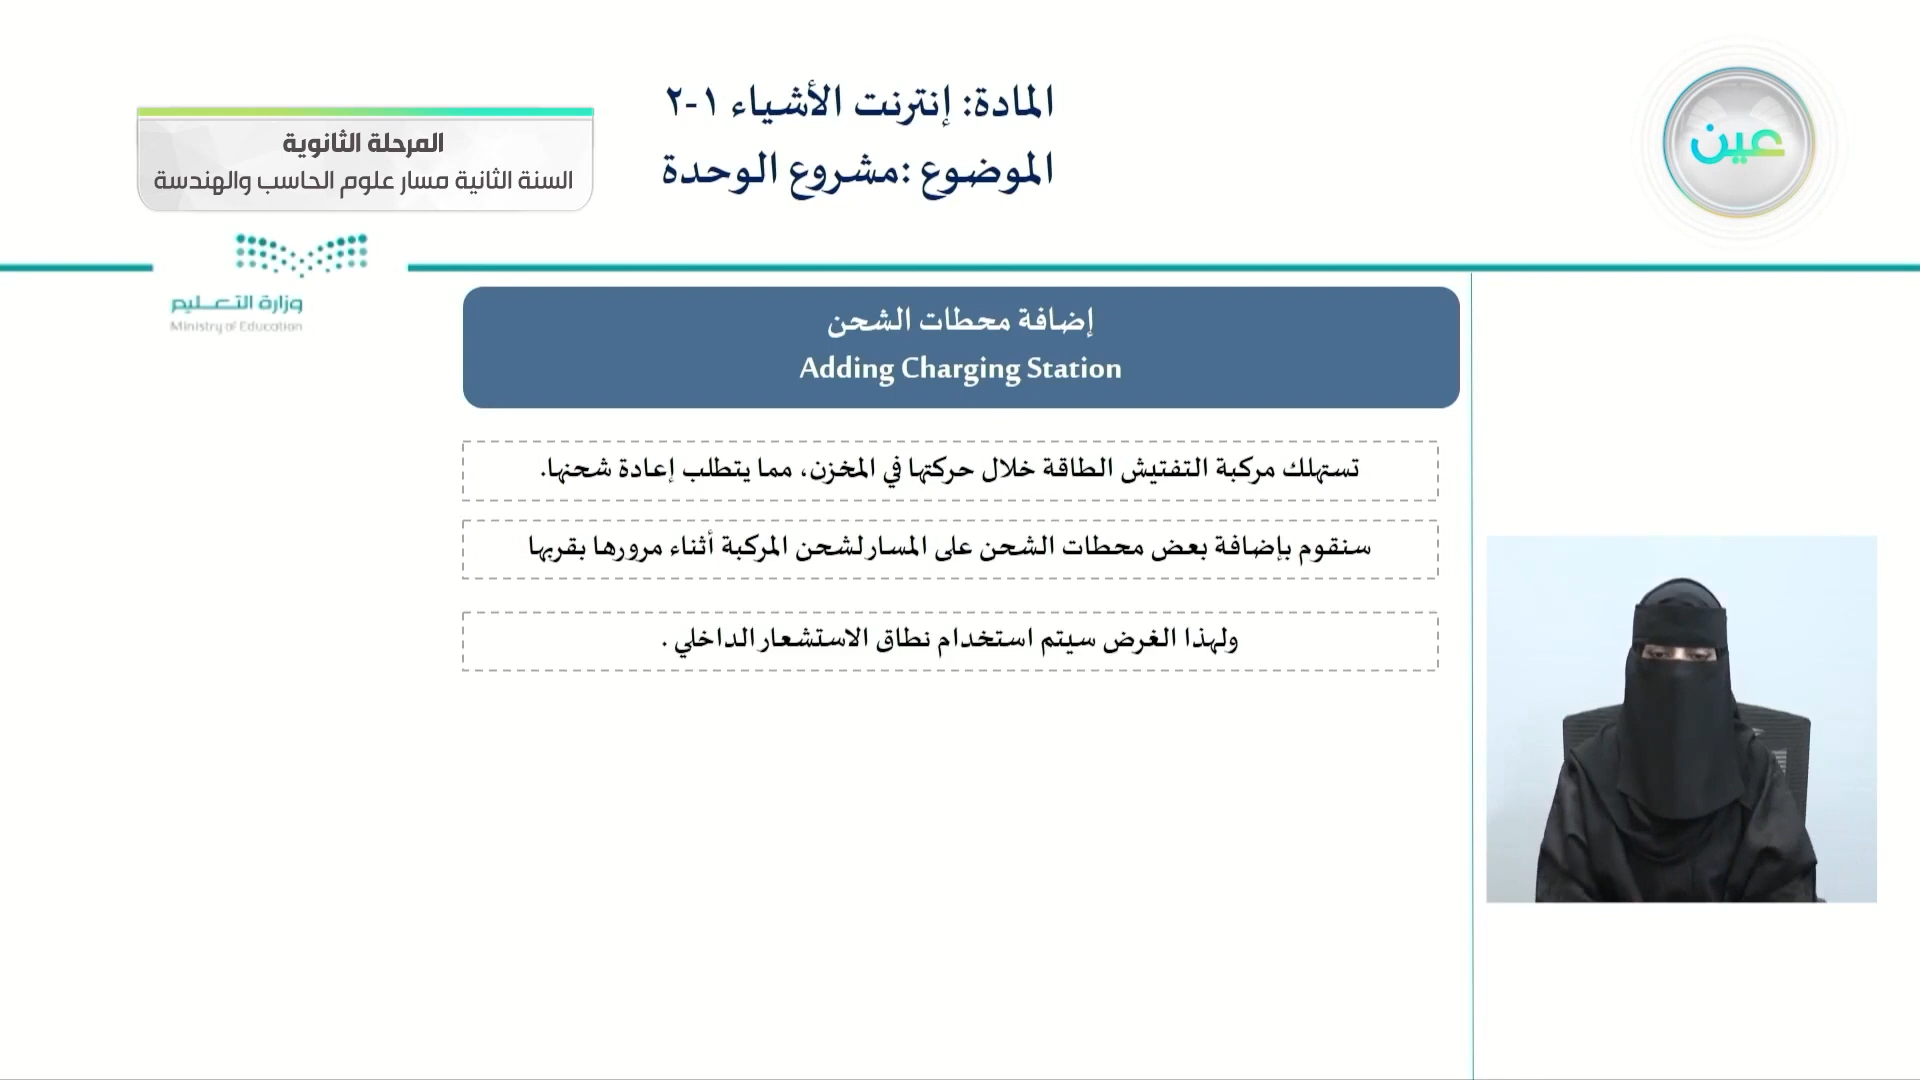 المادة: إنترنت الأشياء ١-٢
الموضوع :مشروع الوحدة
المرحلة الثانوية
السنة الثانية مسار علوم الحاسب والهندسة
عين
وزارة التعليم
Ministry of Education
إضافة محطات الشحن
Adding Charging Station
تستهلك مركبة التفتيش الطاقة خلال حركتها في المخزن، مما يتطلب إعادة شحنها.
سنقوم بإضافة بعض محطات الشحن على المسار لشحن المركبة أثناء مرورها بقربها
ولهذا الغرض سيتم استخدام نطاق الاستشعار الداخلي .